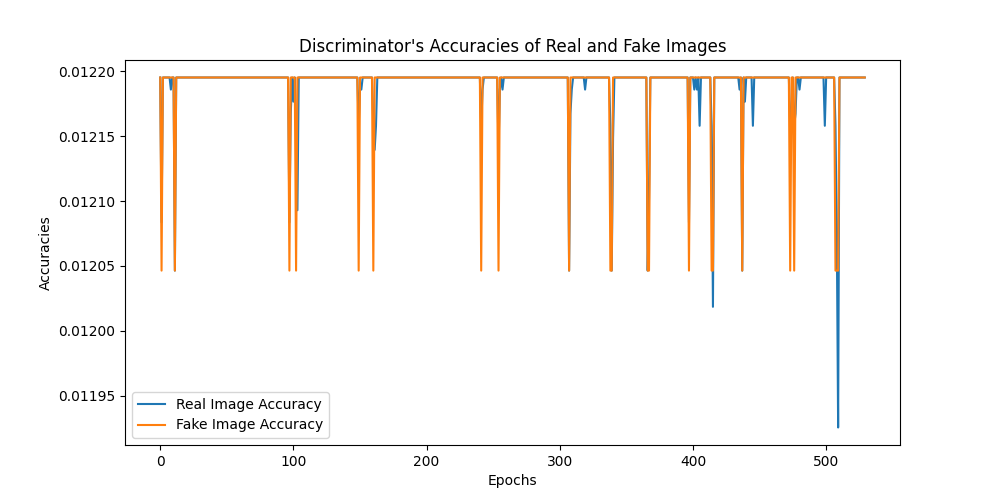 Discriminator's Accuracies of Real and Fake Images
0.01220
0.01215
0.01210
0.01205
0.01200
0.01195
Accuracies
Real Image Accuracy
Fake Image Accuracy
0 100 200 300 400 500
Epochs